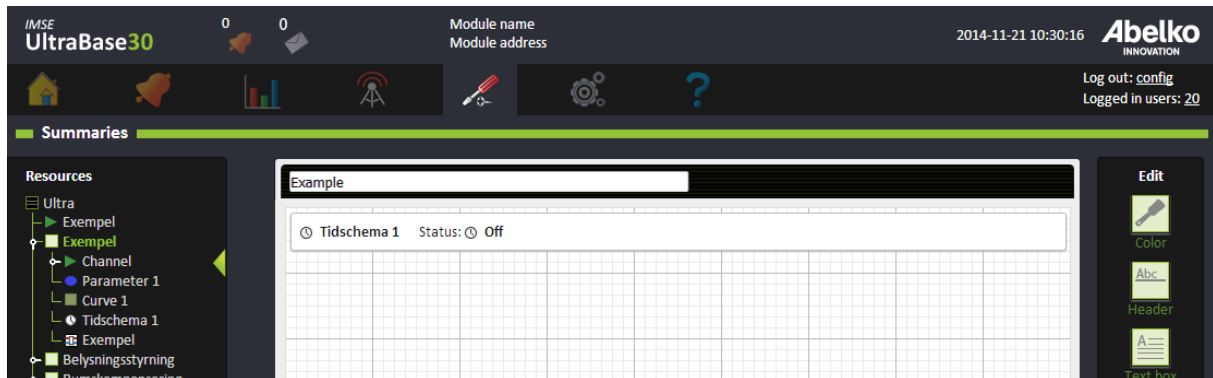 IMSE
UltraBase30
0
0
Module name
Module address
2014-11-21 10:30:16
Abelko
INNOVATION
Log out: config
Logged in users: 20
Summaries
Resources
Ultra
Exempel
Exempel
Channel
Parameter 1
Curve 1
Tidschema 1
Exempel
Belysningsstyrning
Example
Tidschema 1 Status: Off
Edit
Color
Abc
Header
A
Text box